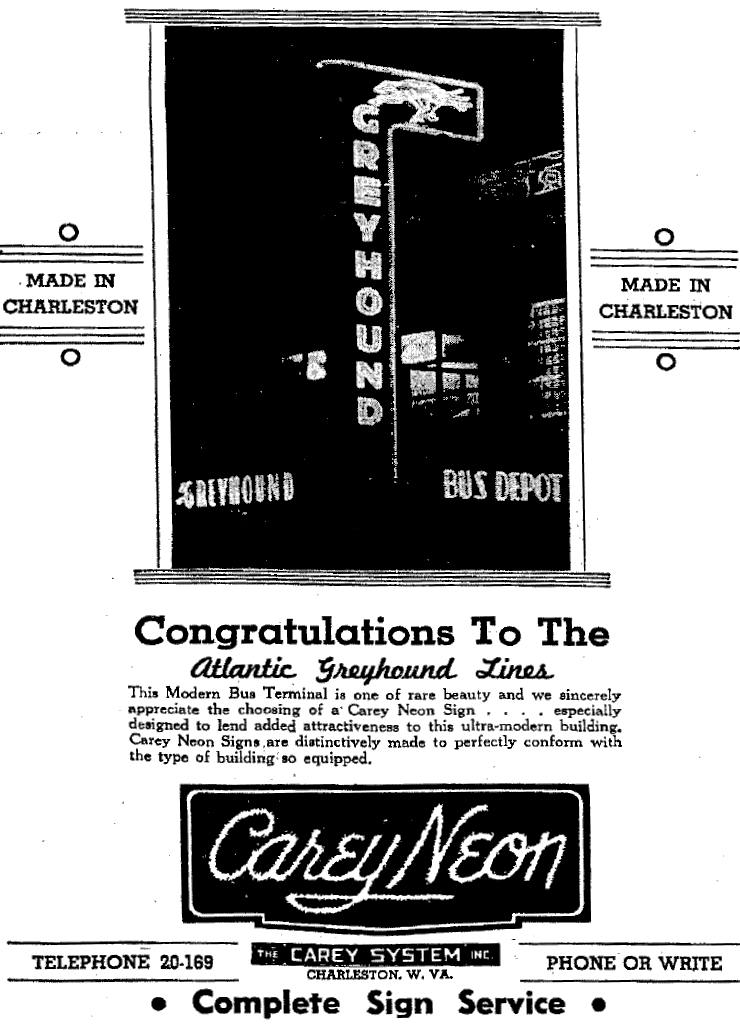 GREYHOUND
MADE IN
CHARLESTON
MADE IN
CHARLESTON
GREYHOUND
BUS DEPOT
Congratulations To The
Atlantic Greyhound Lines
This Modern Bus Terminal is one of rare beauty and we sincerely
appreciate the choosing of a Carey Neon Sign . . . . especially
designed to lend added attractiveness to this ultra-modern building.
Carey Neon Signs are distinctively made to perfectly conform with
the type of building so equipped.
Carey Neon
TELEPHONE 20-169
THE CAREY SYSTEM INC.
CHARLESTON, W. VA.
PHONE OR WRITE
• Complete Sign Service •